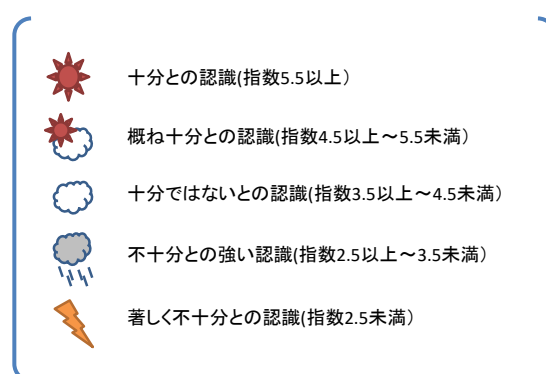 十分との認識(指数5.5以上)
概ね十分との認識(指数4.5以上～5.5未満)
十分ではないとの認識(指数3.5以上～4.5未満)
不十分との強い認識(指数2.5以上～3.5未満)
著しく不十分との認識(指数2.5未満)